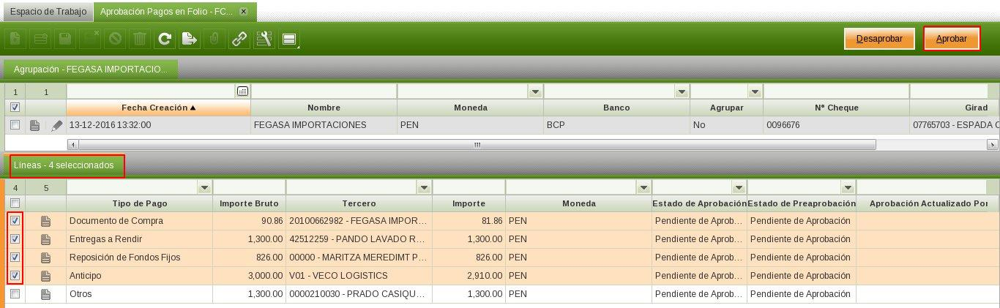 Espacio de Trabajo Aprobación Pagos en Folio - FC...
Desaprobar Aprobar
Agrupación - FEGASA IMPORTACIO...
1 1
Fecha Creación Nombre Moneda Banco Agrupar Nº Cheque Girad
13-12-2016 13:32:00 FEGASA IMPORTACIONES PEN BCP No 0096676 07765703 - ESPADA C
Líneas - 4 seleccionados
4 5
Tipo de Pago Importe Bruto Tercero Importe Moneda Estado de Aprobación Estado de Preaprobación Aprobación Actualizado Por
Documento de Compra 90.86 20100662982 - FEGASA IMPOR... 81.86 PEN Pendiente de Aprob... Pendiente de Aprobación
Entregas a Rendir 1,300.00 42512259 - PANDO LAVADO R... 1,300.00 PEN Pendiente de Aprob... Pendiente de Aprobación
Reposición de Fondos Fijos 826.00 00000 - MARITZA MEREDIMT P... 826.00 PEN Pendiente de Aprob... Pendiente de Aprobación
Anticipo 3,000.00 V01 - VECO LOGISTICS 2,910.00 PEN Pendiente de Aprob... Pendiente de Aprobación
Otros 1,300.00 0000210030 - PRADO CASIQU... 1,300.00 PEN Pendiente de Aprob... Pendiente de Aprobación